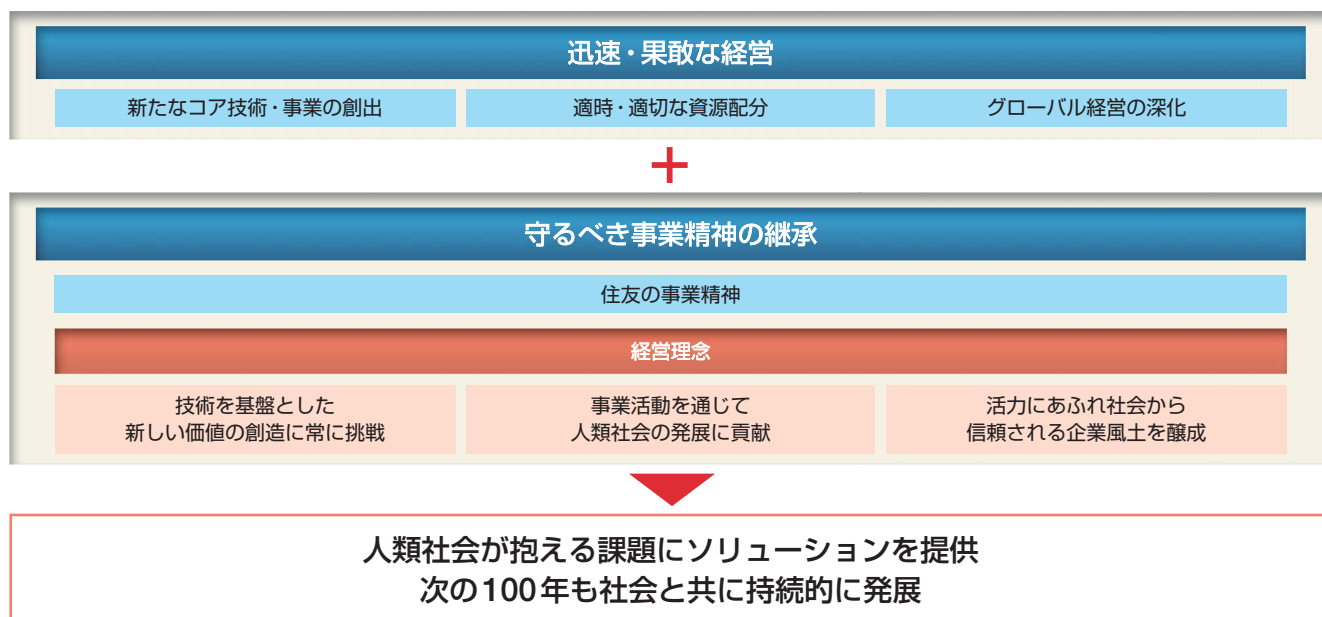 迅速・果敢な経営
新たなコア技術・事業の創出
適時・適切な資源配分
グローバル経営の深化
+
守るべき事業精神の継承
住友の事業精神
経営理念
技術を基盤とした
新しい価値の創造に常に挑戦
事業活動を通じて
人類社会の発展に貢献
活力にあふれ社会から
信頼される企業風土を醸成
人類社会が抱える課題にソリューションを提供
次の100年も社会と共に持続的に発展